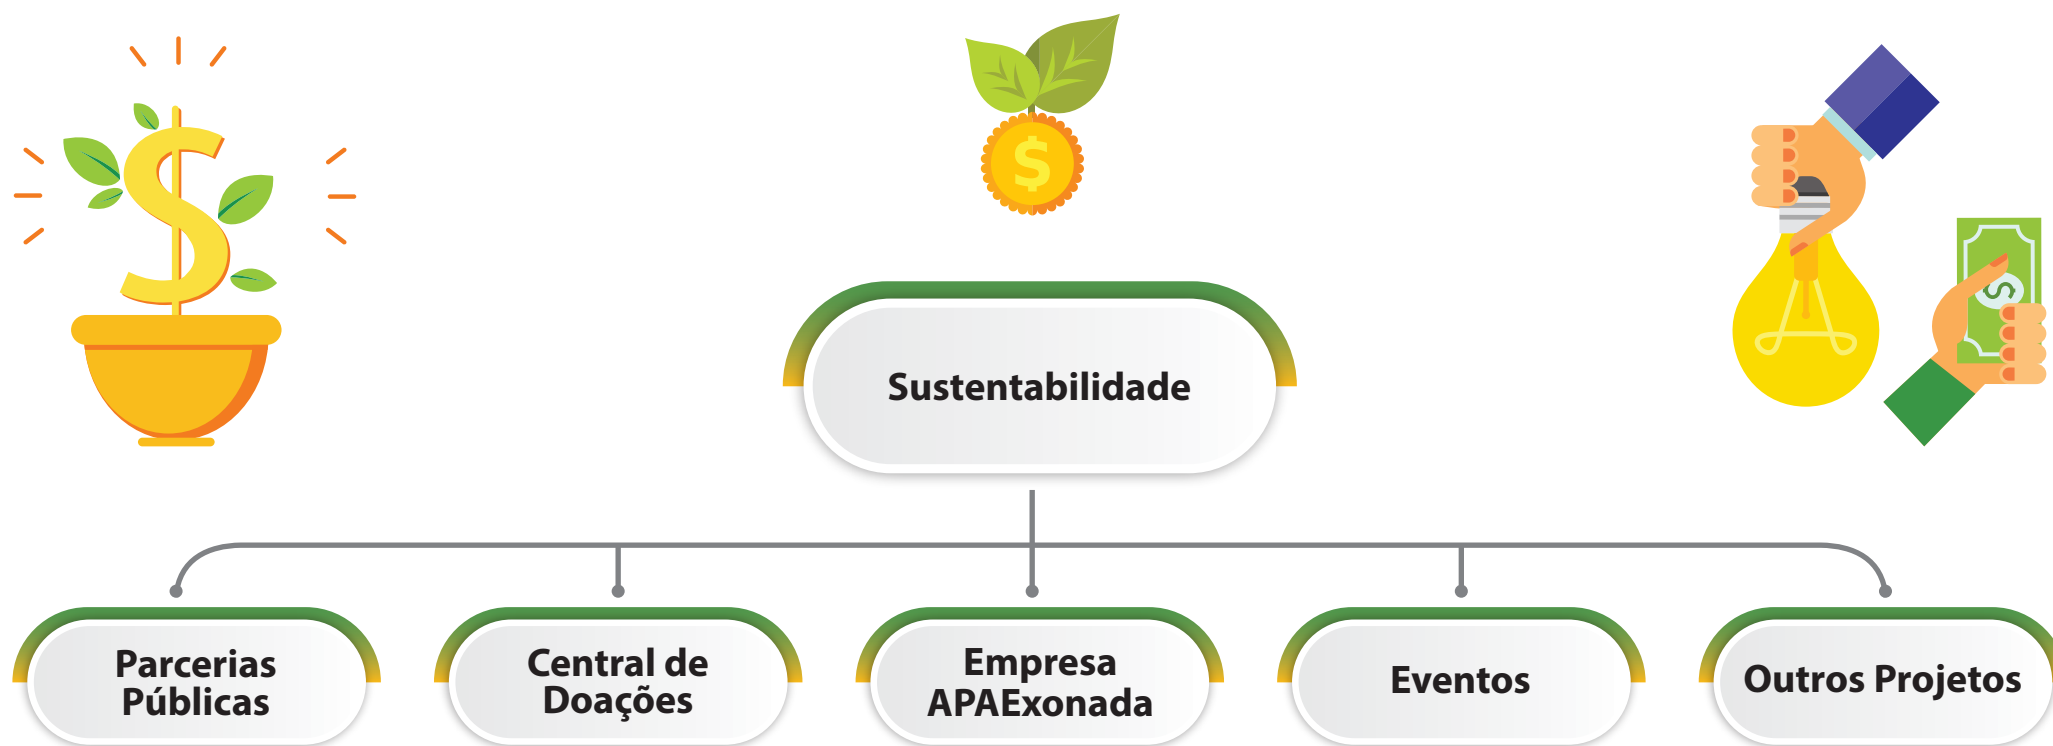 $
$
$
Sustentabilidade
Parcerias
Públicas
Central de
Doações
Empresa
APAExonada
Eventos
Outros Projetos